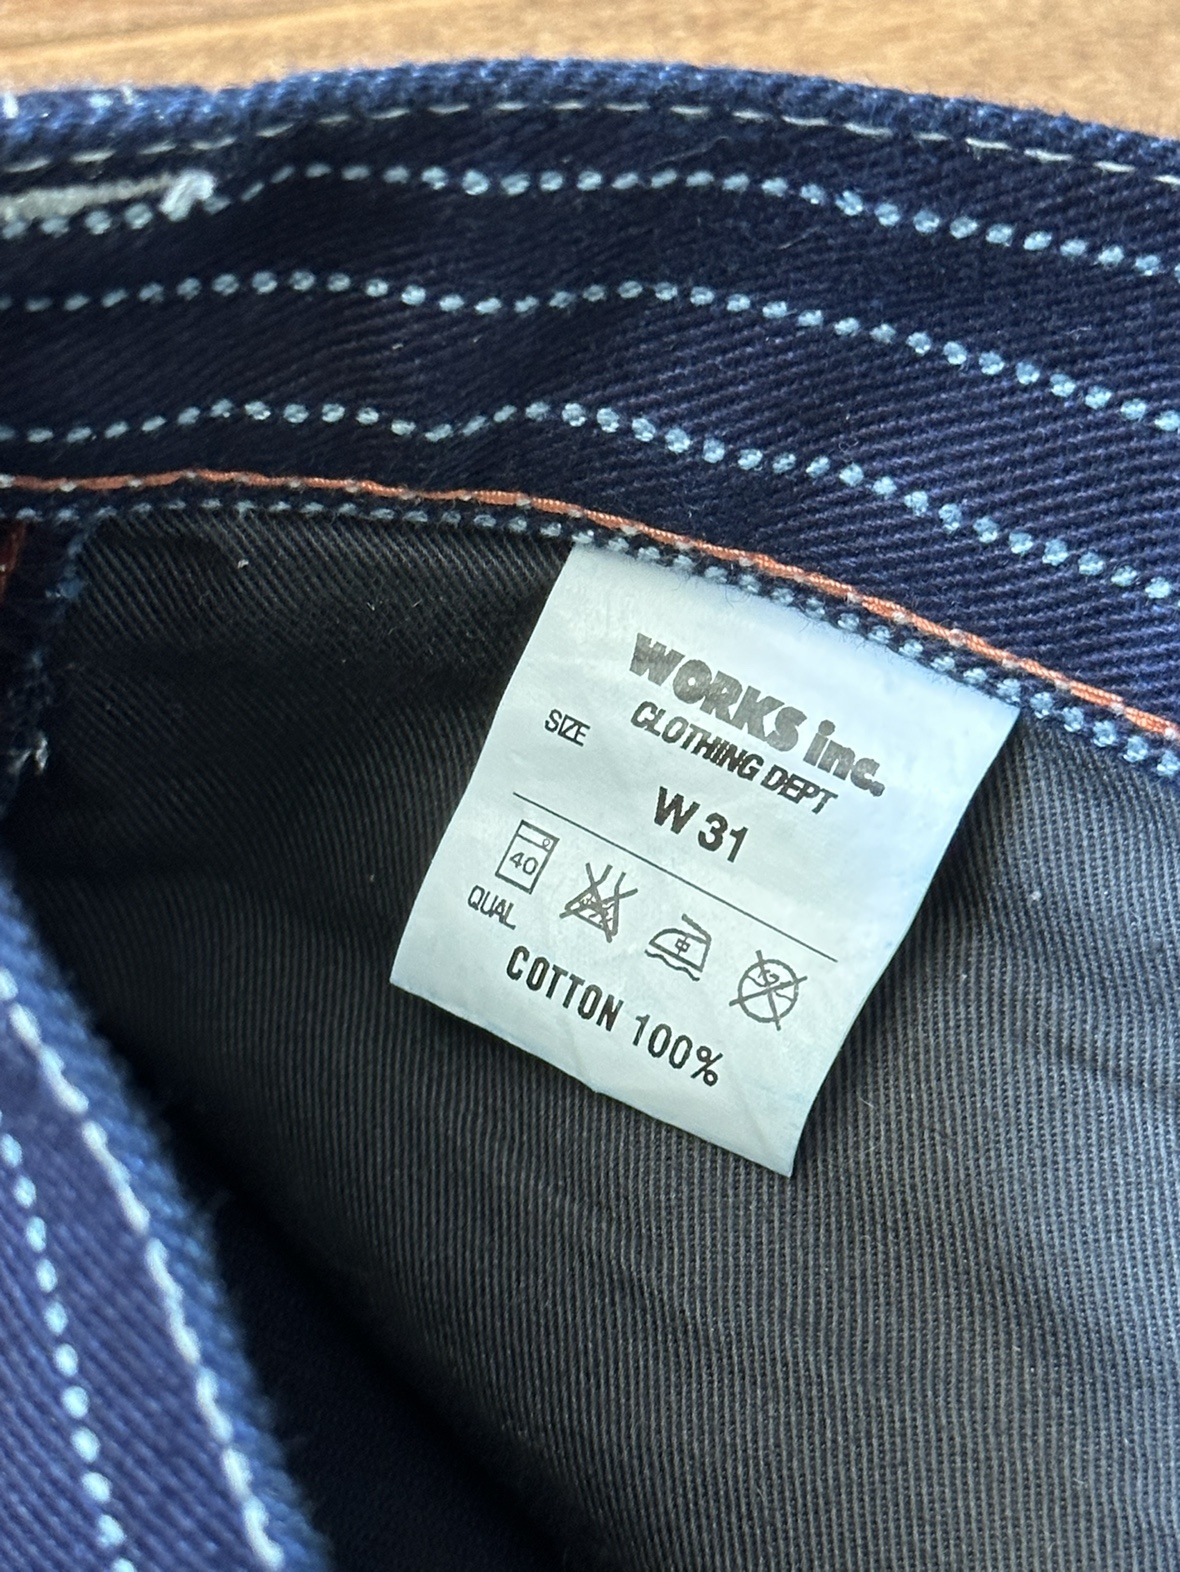 WORKS inc.
CLOTHING DEPT
SIZE
W 31
40
QUAL
COTTON 100%